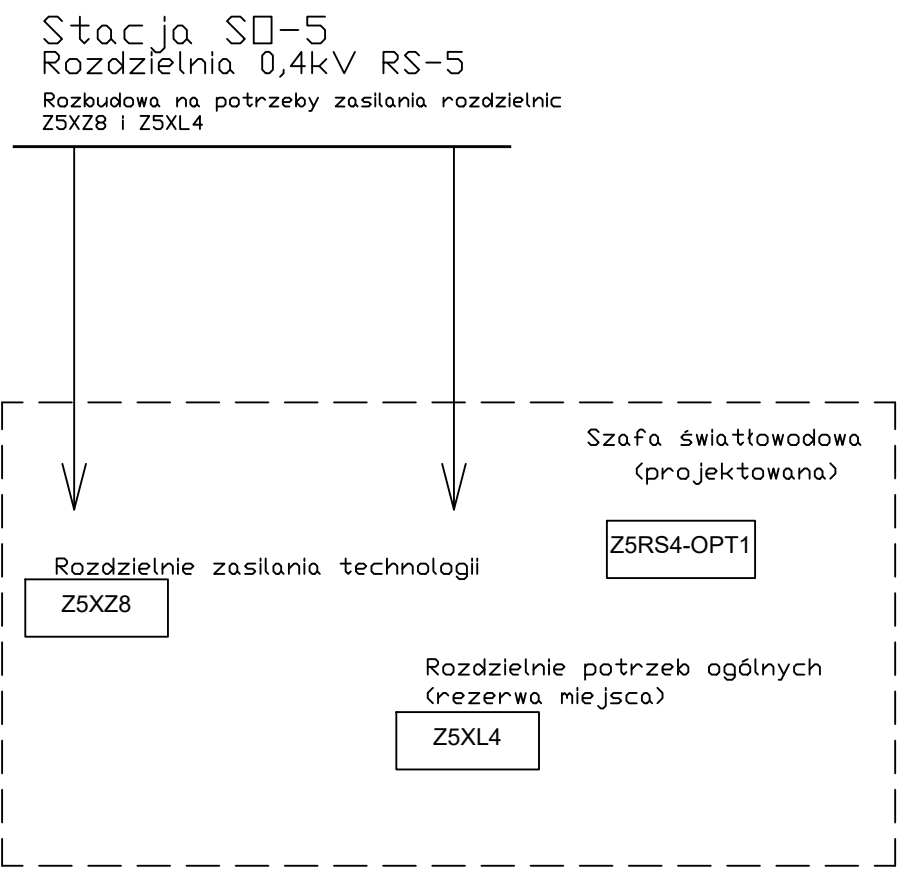 Stacja S□-5
Rozdzielnia 0,4kV RS-5
Rozbudowa na potrzeby zasilania rozdzielnic
Z5XZ8 i Z5XL4
Szafa światłowodowa
(projektowana)
Z5RS4-OPT1
Rozdzielnie zasilania technologii
Z5XZ8
Rozdzielnie potrzeb ogólnych
(rezerwa miejsca)
Z5XL4